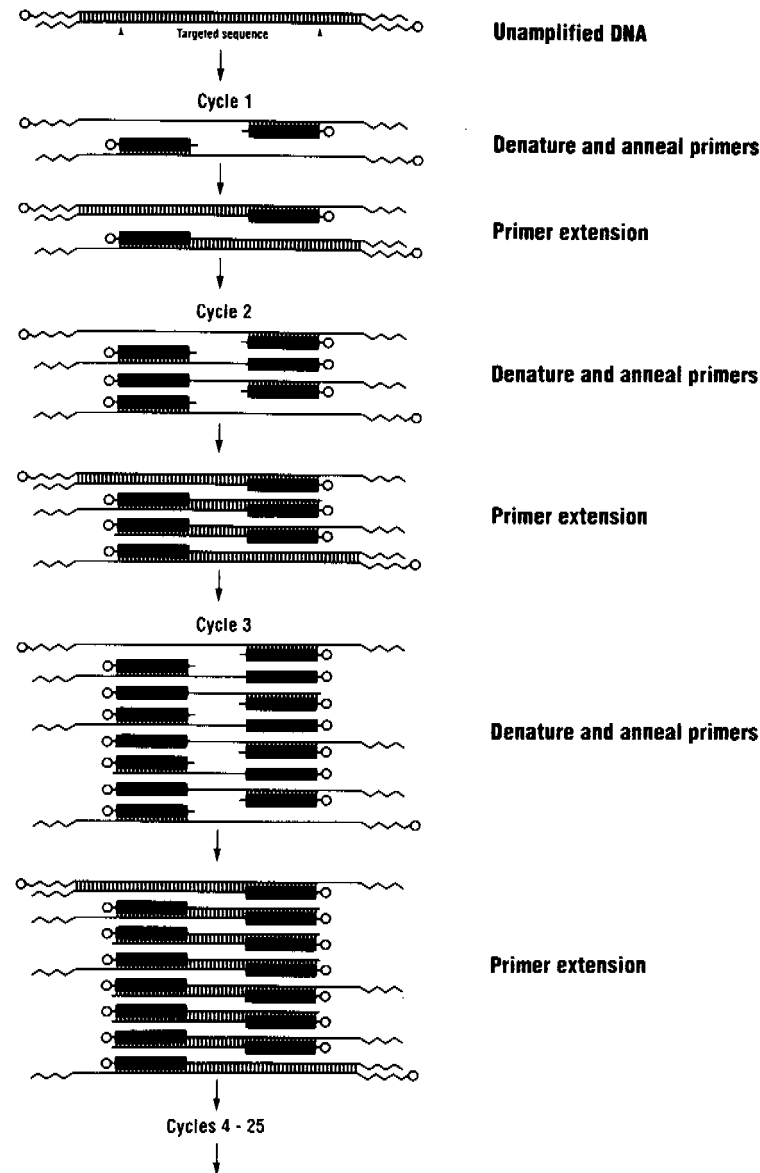 Unamplified DNA
Targeted sequence
Cycle 1
Denature and anneal primers
Primer extension
Cycle 2
Denature and anneal primers
Primer extension
Cycle 3
Denature and anneal primers
Primer extension
Cycles 4 - 25